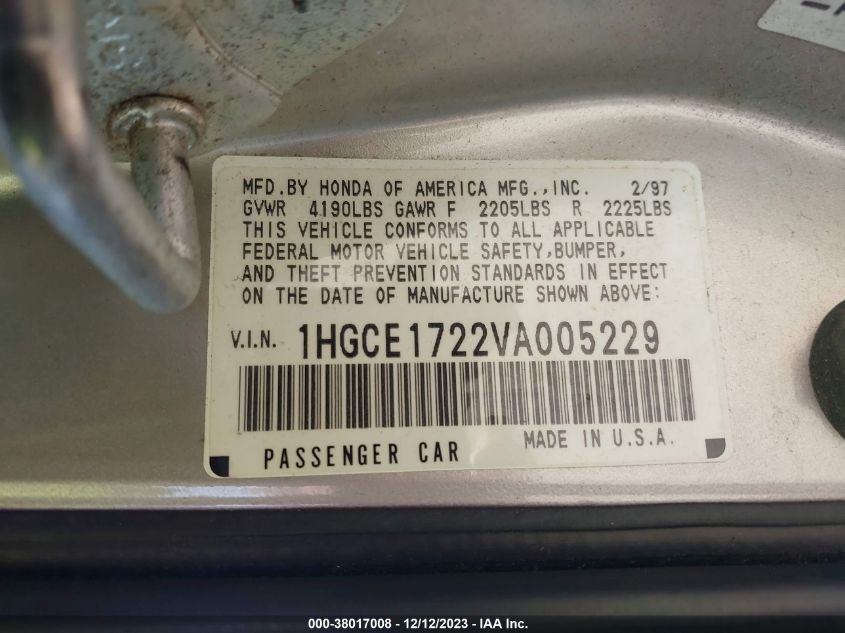 MFD.BY HONDA OF AMERICA MFG.,INC. 2/97
GVWR 4190LBS GAWR F 2205LBS R 2225LBS
THIS VEHICLE CONFORMS TO ALL APPLICABLE
FEDERAL MOTOR VEHICLE SAFETY,BUMPER,
AND THEFT PREVENTION STANDARDS IN EFFECT
ON THE DATE OF MANUFACTURE SHOWN ABOVE:
V.I.N. 1HGCE1722VA005229
PASSENGER CAR MADE IN U.S.A.
000-38017008 - 12/12/2023 - IAA Inc.